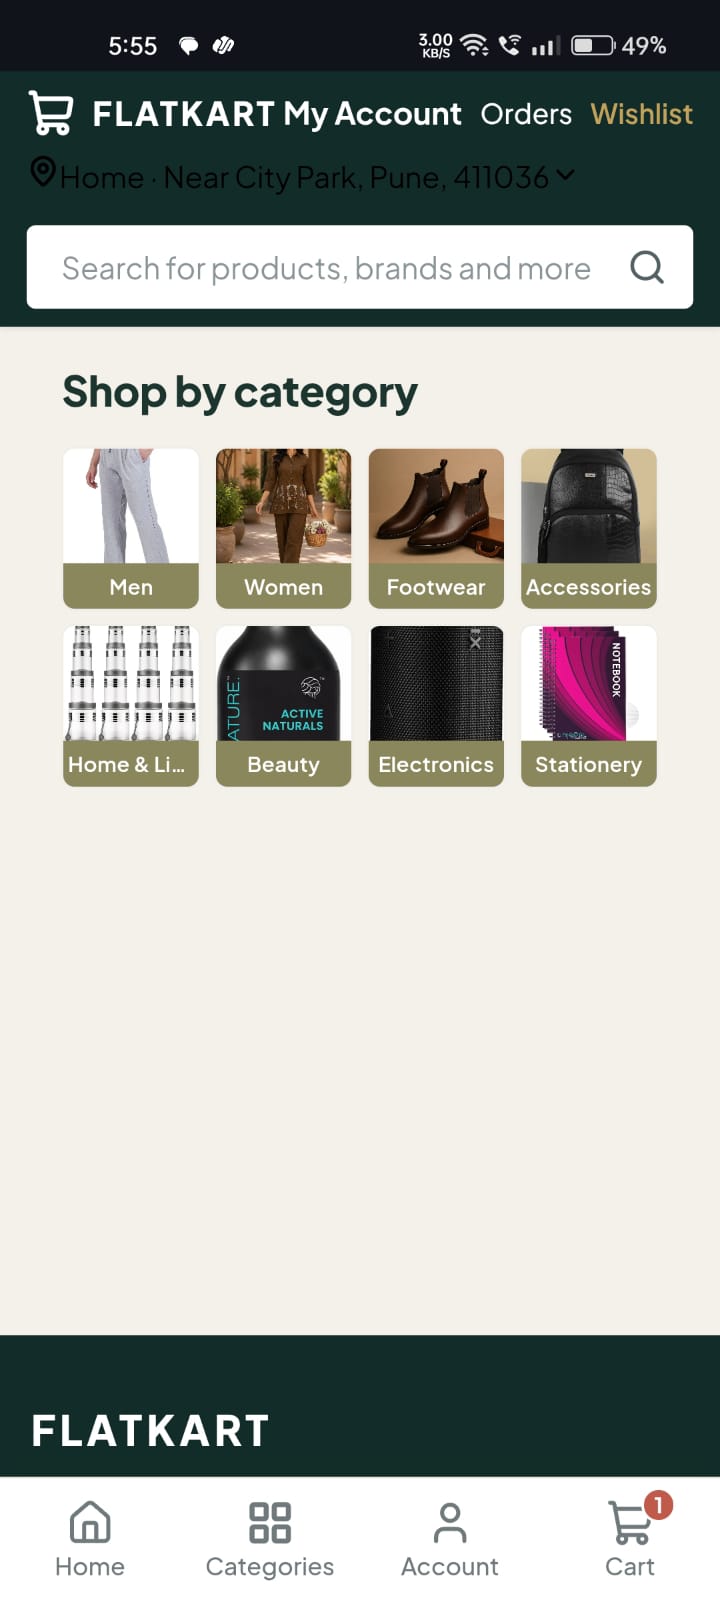 5:55
3.00 KB/S
49%
FLATKART My Account Orders Wishlist
Home · Near City Park, Pune, 411036
Search for products, brands and more
Shop by category
Men Women Footwear Accessories
ATURE.
ACTIVE
NATURALS
NOTEBOOK
Home & Li... Beauty Electronics Stationery
FLATKART
1
Home Categories Account Cart